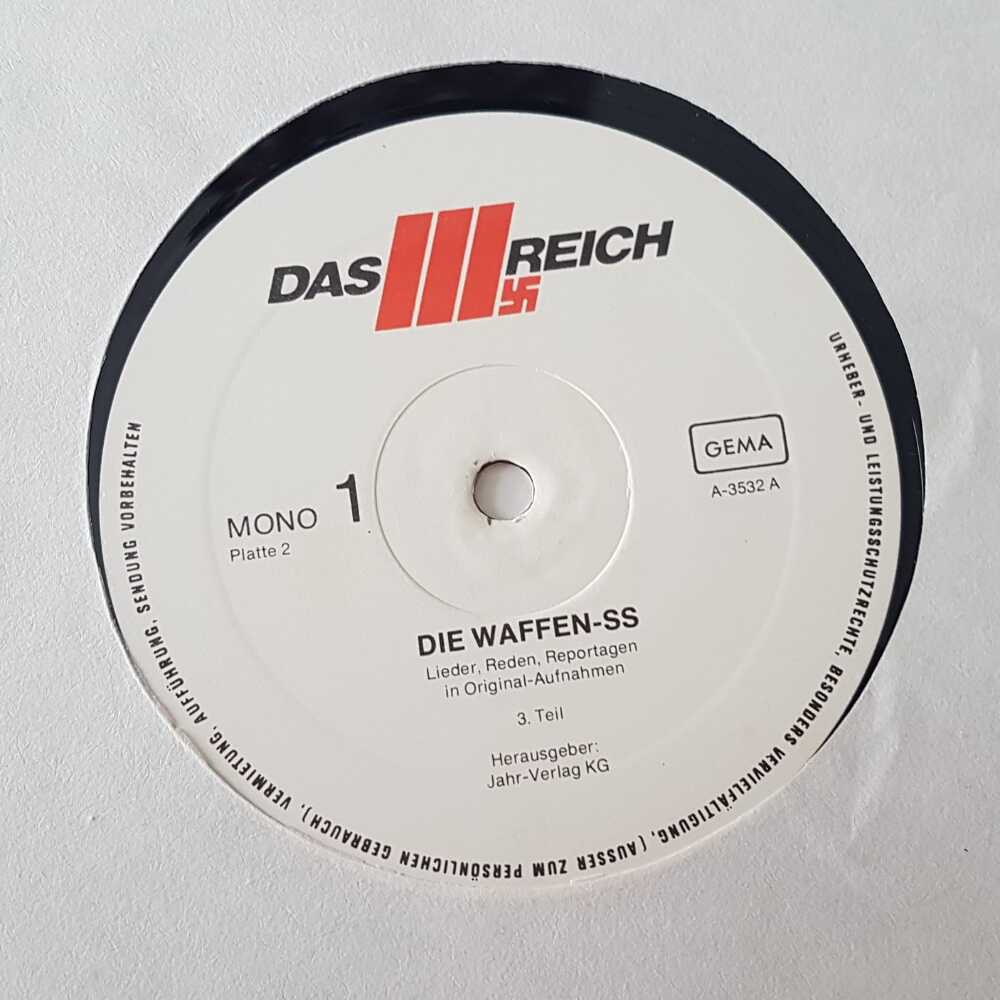 DAS III REICH
GEMA
A-3532 A
MONO 1
Platte 2
DIE WAFFEN-SS
Lieder, Reden, Reportagen
in Original-Aufnahmen
3. Teil
Herausgeber:
Jahr-Verlag KG
URHEBER- UND LEISTUNGSSCHUTZRECHTE, BESONDERS VERVIELFÄLTIGUNG, (AUSSER ZUM PERSÖNLICHEN GEBRAUCH), VERMIETUNG, AUFFÜHRUNG, SENDUNG VORBEHALTEN